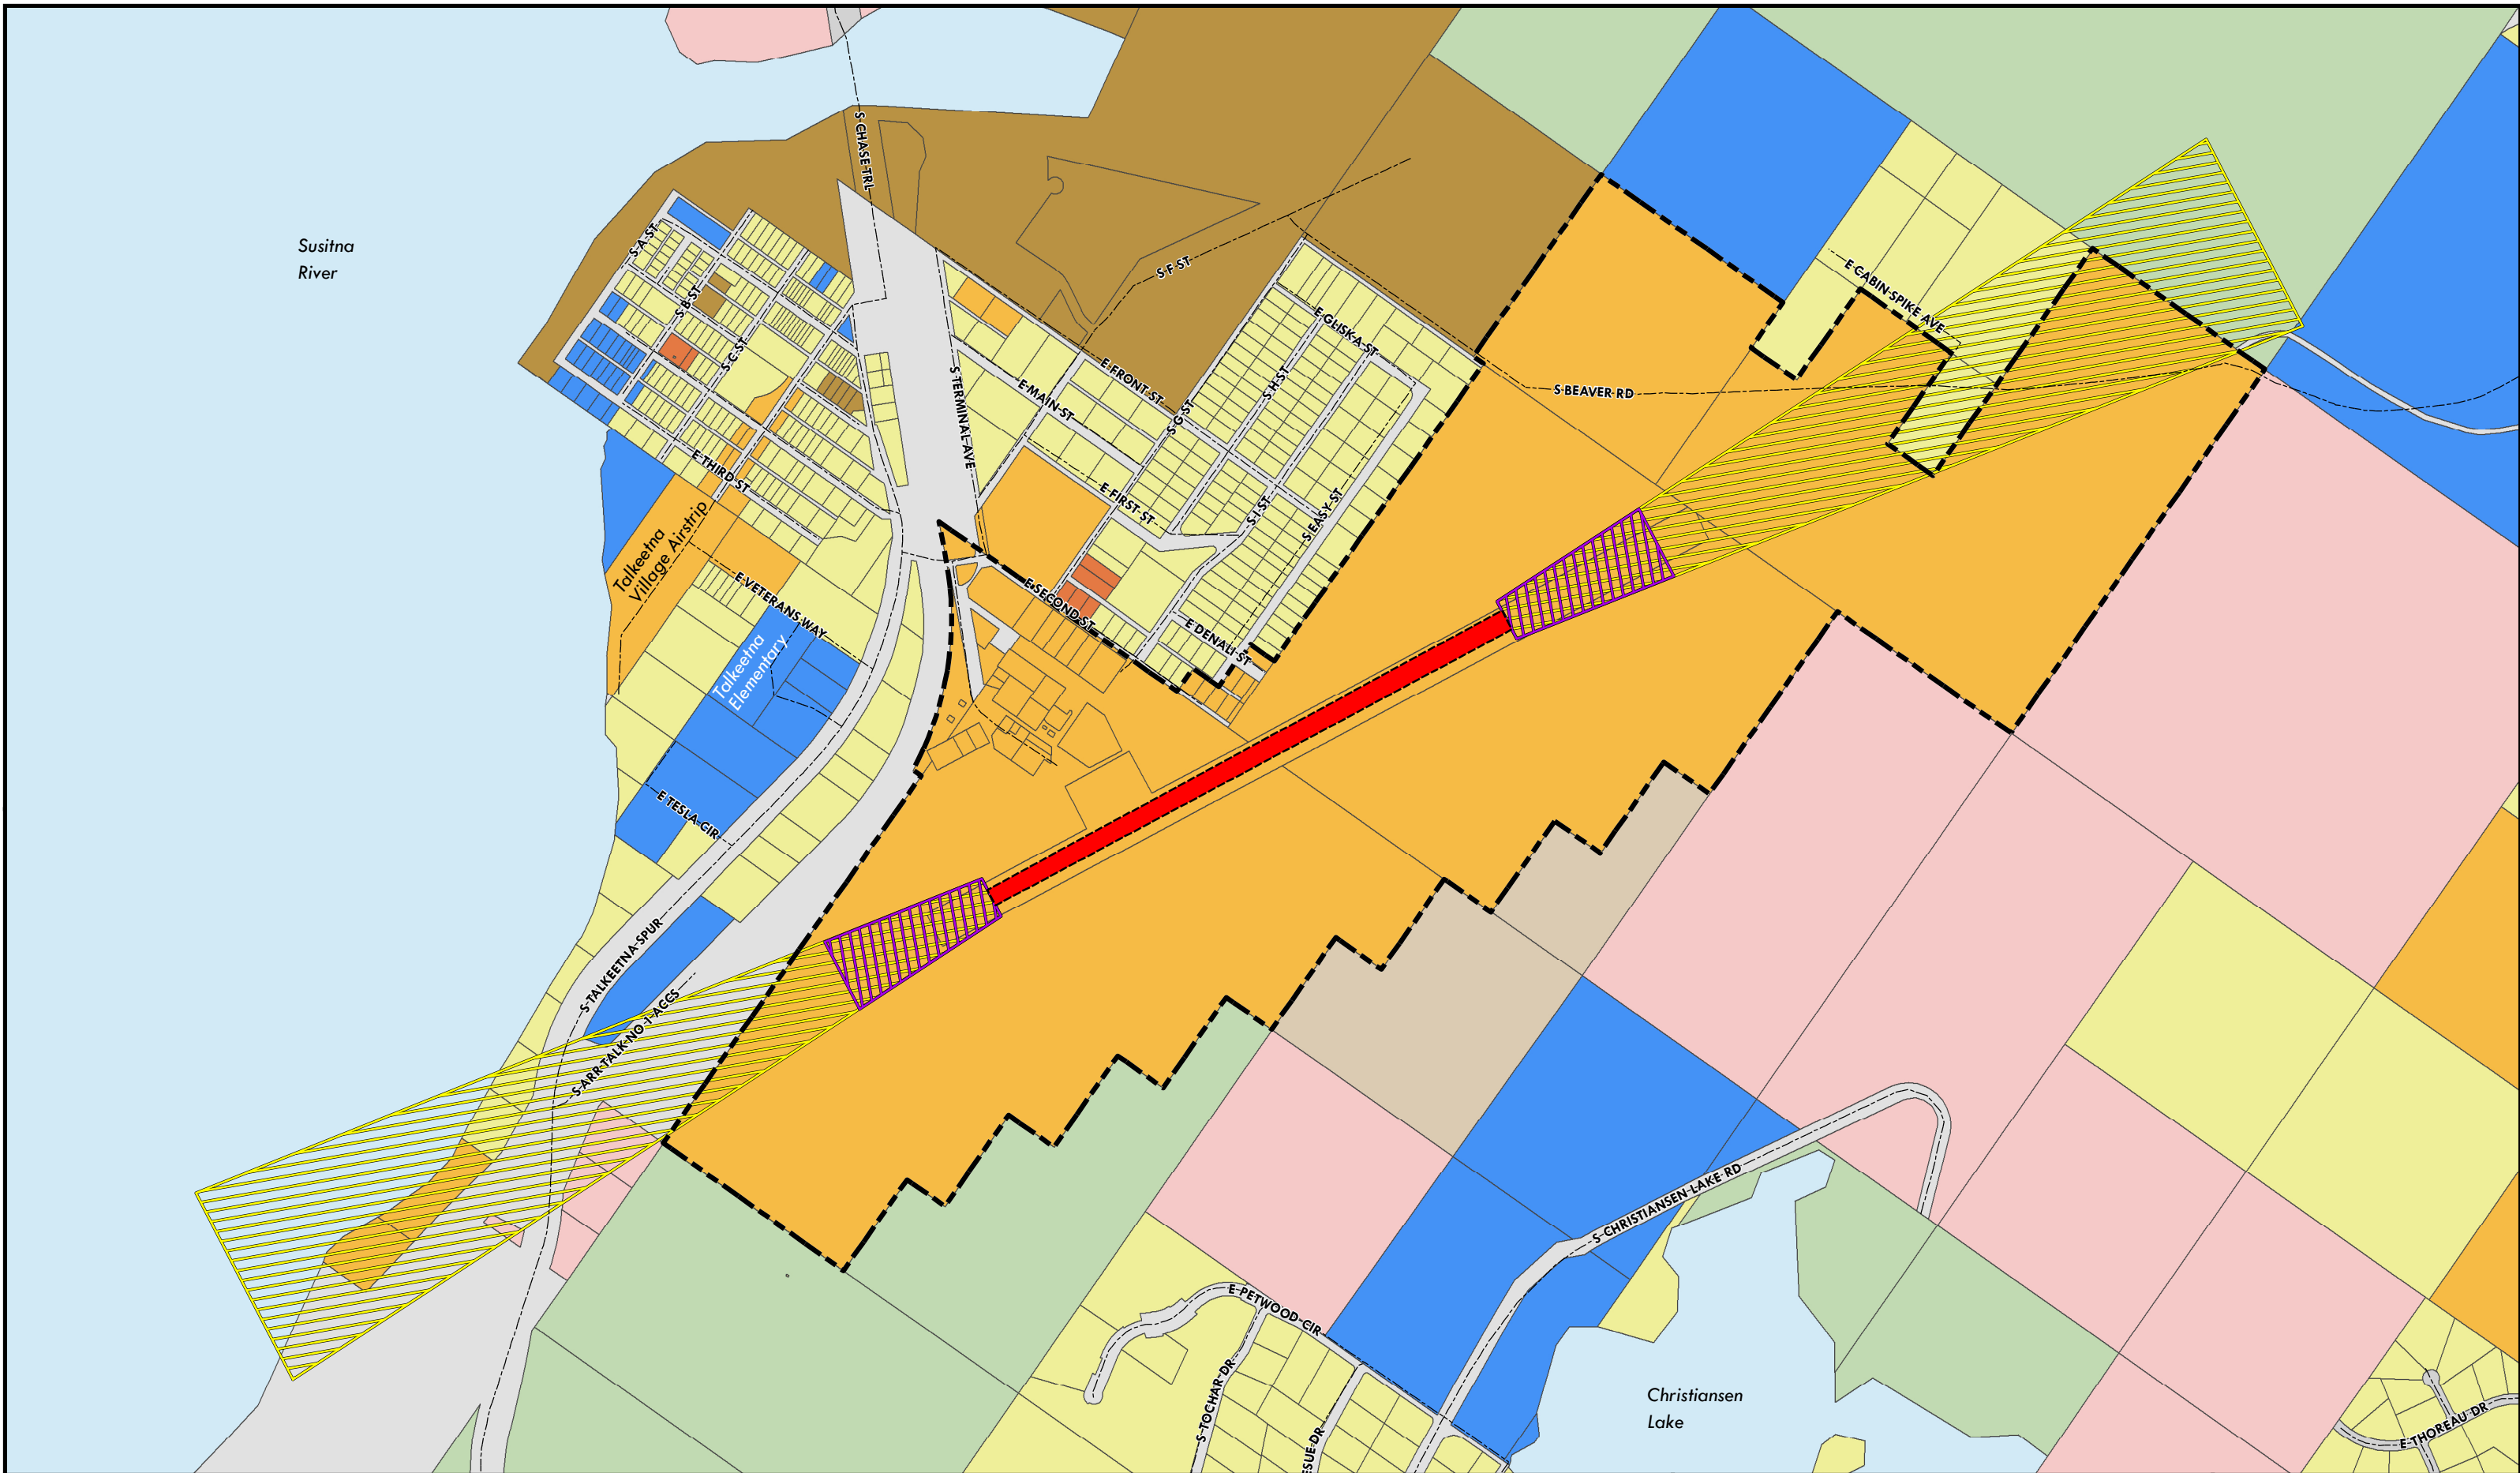 S CHASE TRL
Susitna
River
S A ST
S B ST
S C ST
S F ST
E GLISKA ST
E CABIN SPIKE AVE
E FRONT ST
E MAIN ST
S TERMINAL AVE
S G ST
S H ST
S BEAVER RD
E THIRD ST
E FIRST ST
S I ST
S EASY ST
Talkeetna
Village Airstrip
E VETERANS WAY
E SECOND ST
E DENALI ST
Talkeetna
Elementary
E TESLA CIR
S TALKEETNA SPUR
S ARR TALK NO 1 ACCS
S CHRISTIANSEN LAKE RD
E PETWOOD CIR
S TOCHAR DR
Christiansen
Lake
E THOREAU DR